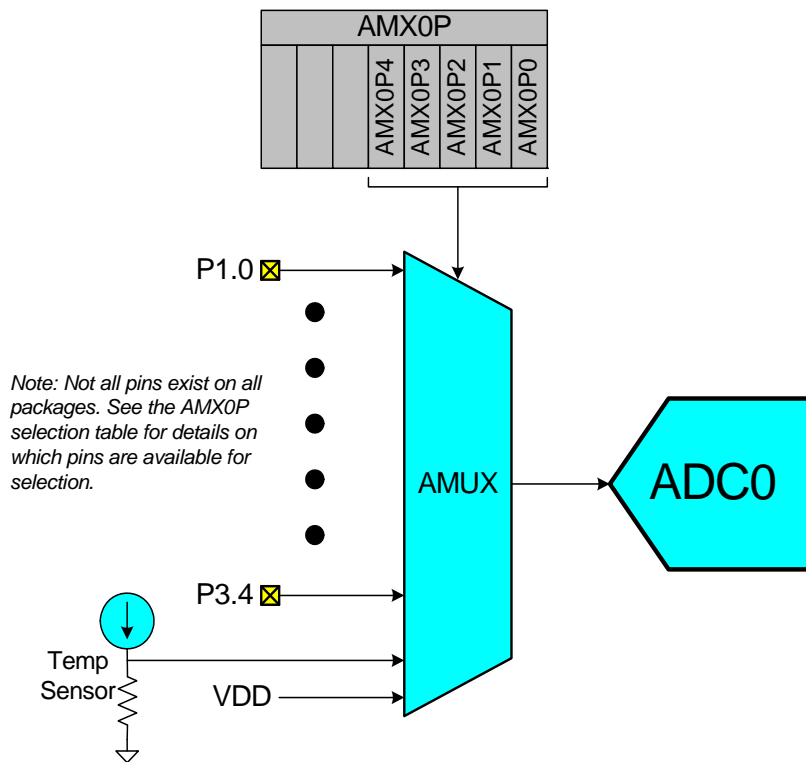 AMX0P
AMX0P4
AMX0P3
AMX0P2
AMX0P1
AMX0P0
P1.0
Note: Not all pins exist on all
packages. See the AMX0P
selection table for details on
which pins are available for
selection.
AMUX
ADC0
P3.4
Temp
Sensor
VDD